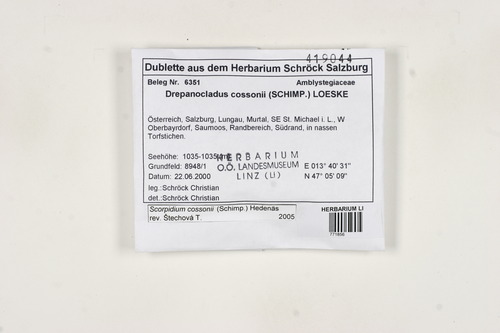 419044
Dublette aus dem Herbarium Schröck Salzburg
Beleg Nr. 6351 Amblystegiaceae
Drepanocladus cossonii (SCHIMP.) LOESKE
Österreich, Salzburg, Lungau, Murtal, SE St. Michael i. L., W
Oberbayrdorf, Saumoos, Randbereich, Südrand, in nassen
Torfstichen.
Seehöhe: 1035-1035 HERBARIUM
Grundfeld: 8948/1 O.Ö. LANDESMUSEUM E 013° 40' 31"
Datum: 22.06.2000 LINZ (LI) N 47° 05' 09"
leg.:Schröck Christian
det.:Schröck Christian
Scorpidium cossonii (Schimp.) Hedenäs
rev. Štechová T. 2005
HERBARIUM LI
771856